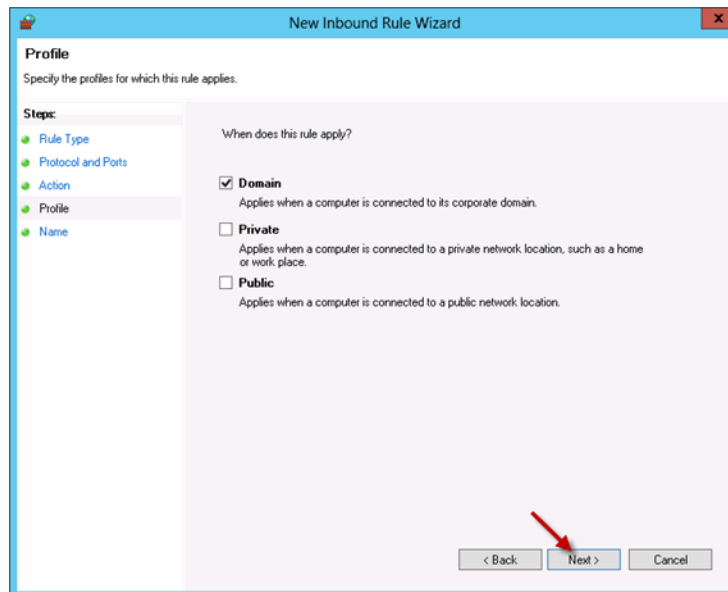 New Inbound Rule Wizard
x
Profile
Specify the profiles for which this rule applies.
Steps:
Rule Type
Protocol and Ports
Action
Profile
Name
When does this rule apply?
Domain
Applies when a computer is connected to its corporate domain.
Private
Applies when a computer is connected to a private network location, such as a home
or work place.
Public
Applies when a computer is connected to a public network location.
< Back
Next >
Cancel